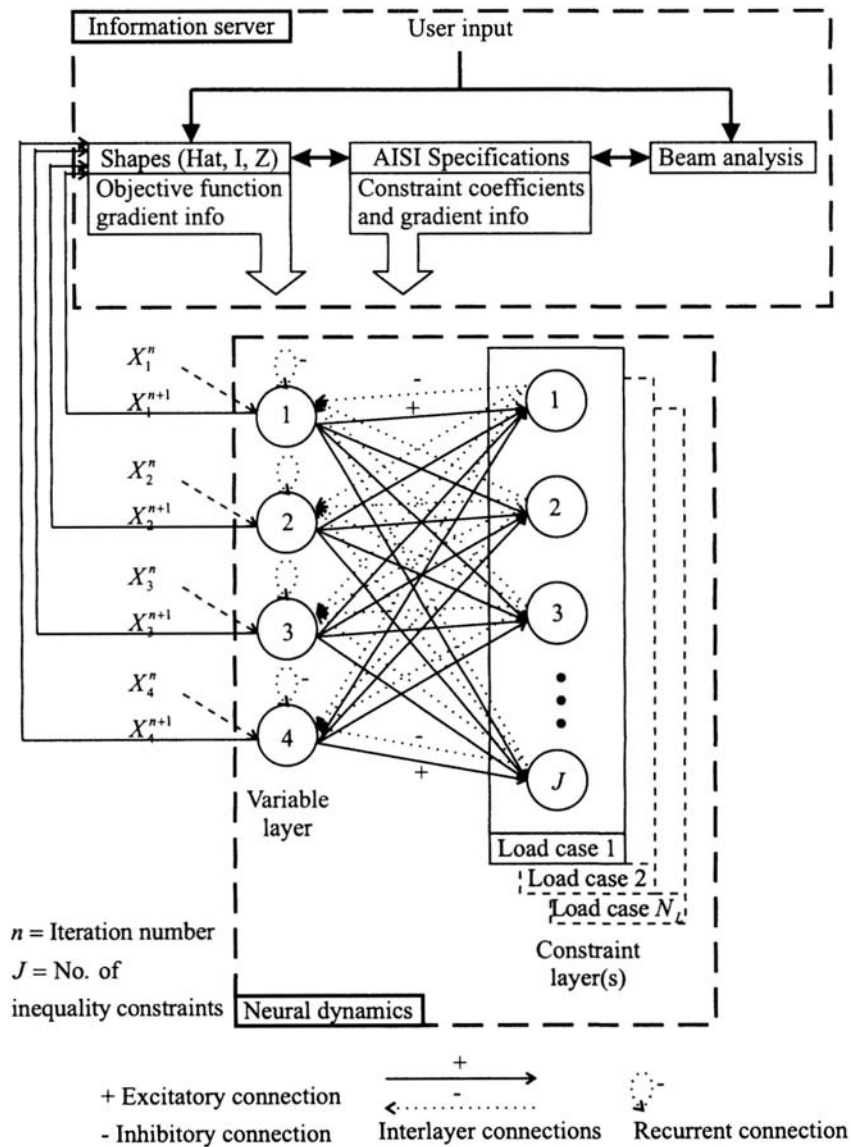 Information server
User input
Shapes (Hat, I, Z)
AISI Specifications
Beam analysis
Objective function
gradient info
Constraint coefficients
and gradient info
X_1^n
X_1^{n+1}
X_2^n
X_2^{n+1}
X_3^n
X_3^{n+1}
X_4^n
X_4^{n+1}
-
-
-
+
1
2
3
4
1
2
3
J
-
+
Variable
layer
Load case 1
Load case 2
Load case N_L
Constraint
layer(s)
n = Iteration number
J = No. of
inequality constraints
Neural dynamics
+ Excitatory connection
- Inhibitory connection
+
-
Interlayer connections
-
Recurrent connection